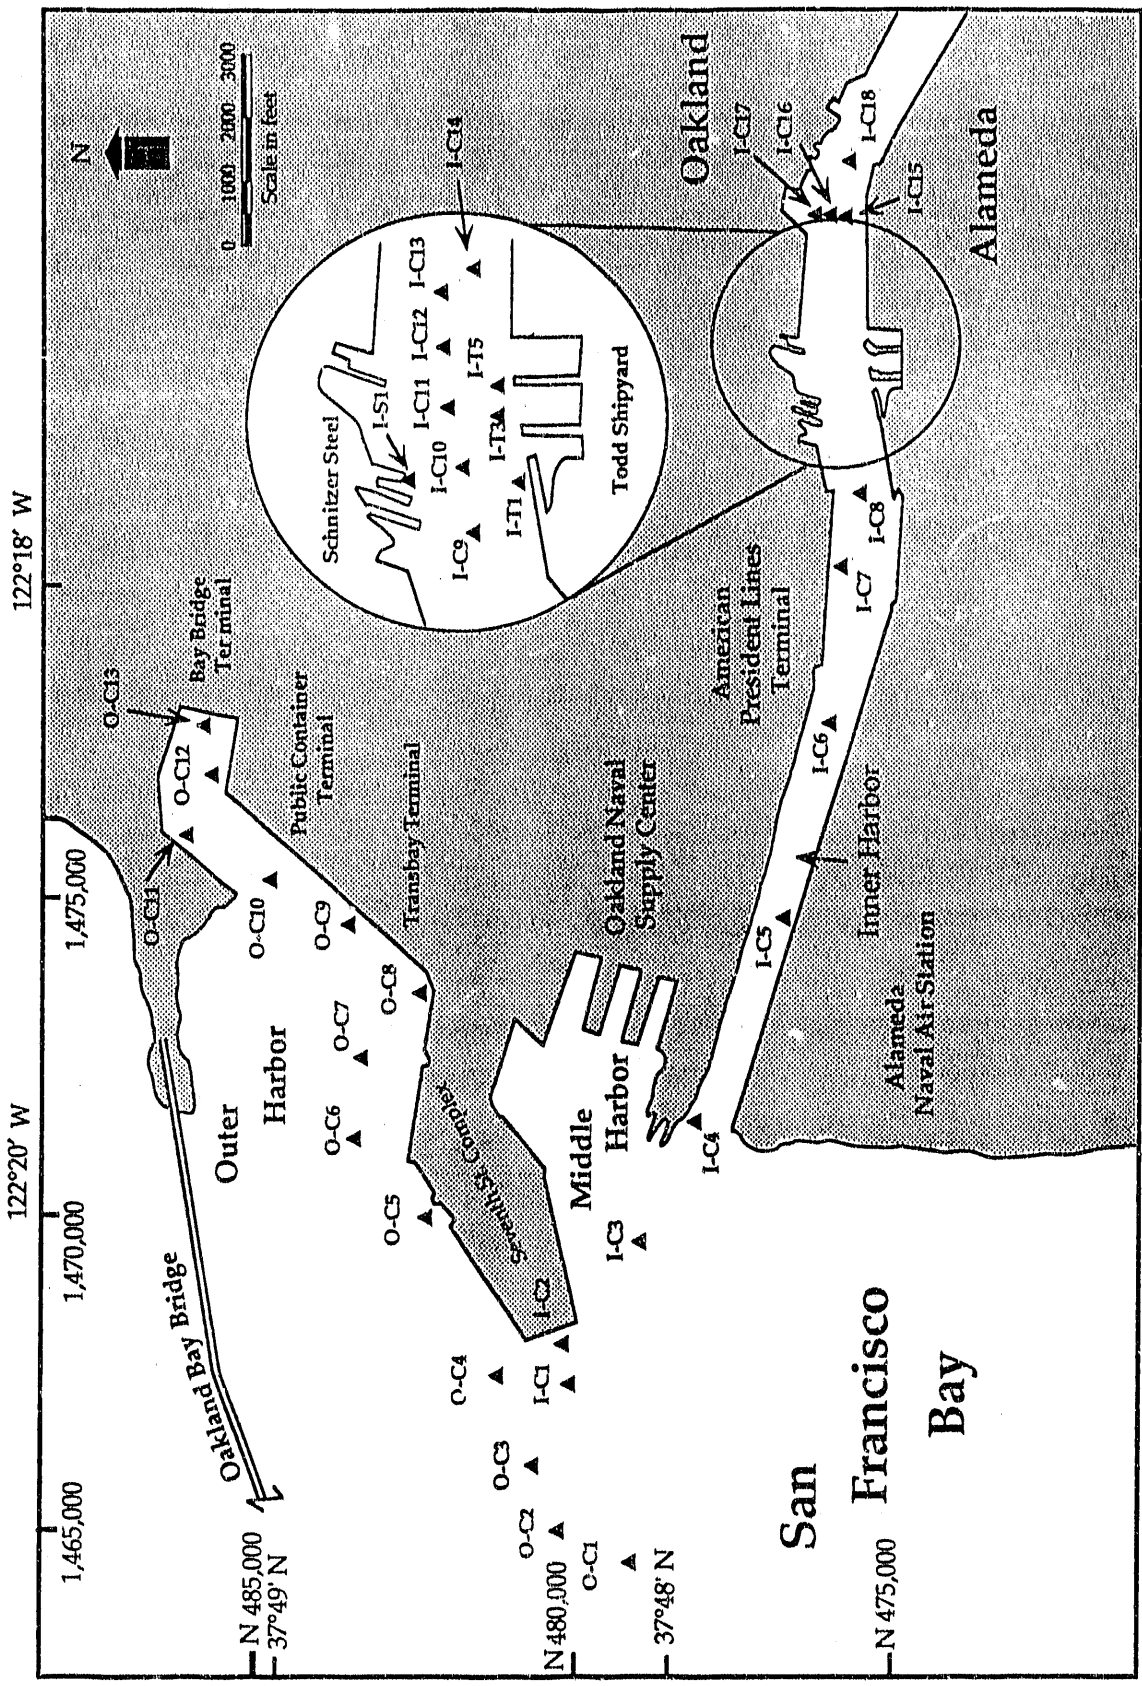 1,465,000
1,470,000
122°20′ W
1,475,000
122°18′ W
N 485,000
37°49′ N
N 480,000
37°48′ N
N 475,000
N
0 1000 2000 3000
Scale in feet
Oakland Bay Bridge
Outer
Harbor
O-C13
O-C12
O-C11
O-C10
O-C9
O-C8
O-C7
O-C6
O-C5
O-C4
O-C3
O-C2
O-C1
Bay Bridge
Terminal
Public Container
Terminal
Transbay Terminal
Seventh St. Complex
Oakland Naval
Supply Center
Middle
Harbor
I-C1
I-C2
I-C3
I-C4
I-C5
I-C6
I-C7
I-C8
Inner Harbor
American
President Lines
Terminal
Alameda
Naval Air Station
San
Francisco
Bay
Schnitzer Steel
I-S1
I-C9
I-C10
I-C11
I-C12
I-C13
I-C14
I-T1
I-T3
I-T5
Todd Shipyard
Oakland
I-C17
I-C16
I-C18
I-C15
Alameda